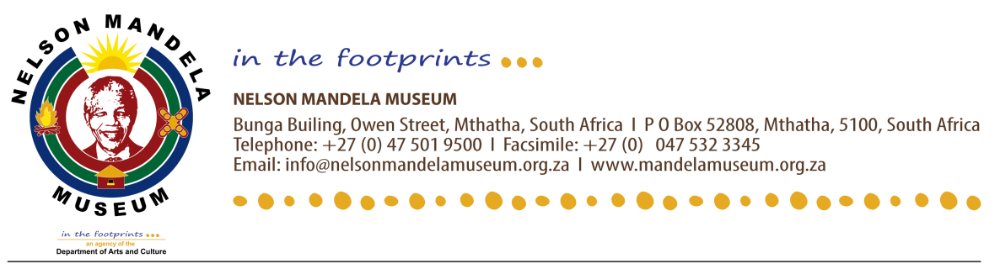 NELSON MANDELA
MUSEUM
in the footprints...
an agency of the
Department of Arts and Culture
in the footprints...
NELSON MANDELA MUSEUM
Bunga Builing, Owen Street, Mthatha, South Africa I P O Box 52808, Mthatha, 5100, South Africa
Telephone: +27 (0) 47 501 9500 I Facsimile: +27 (0) 047 532 3345
Email: info@nelsonmandelamuseum.org.za I www.mandelamuseum.org.za